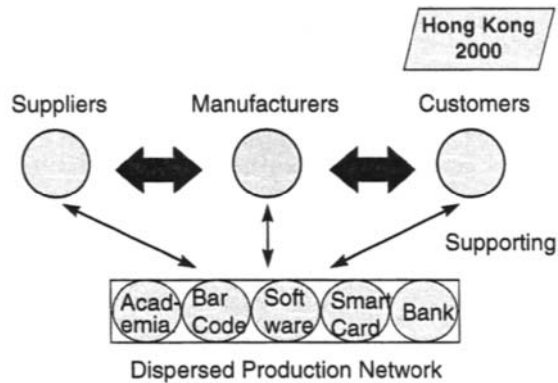 Hong Kong
2000
Suppliers
Manufacturers
Customers
Supporting
Acad-
emia
Bar
Code
Soft
ware
Smart
Card
Bank
Dispersed Production Network